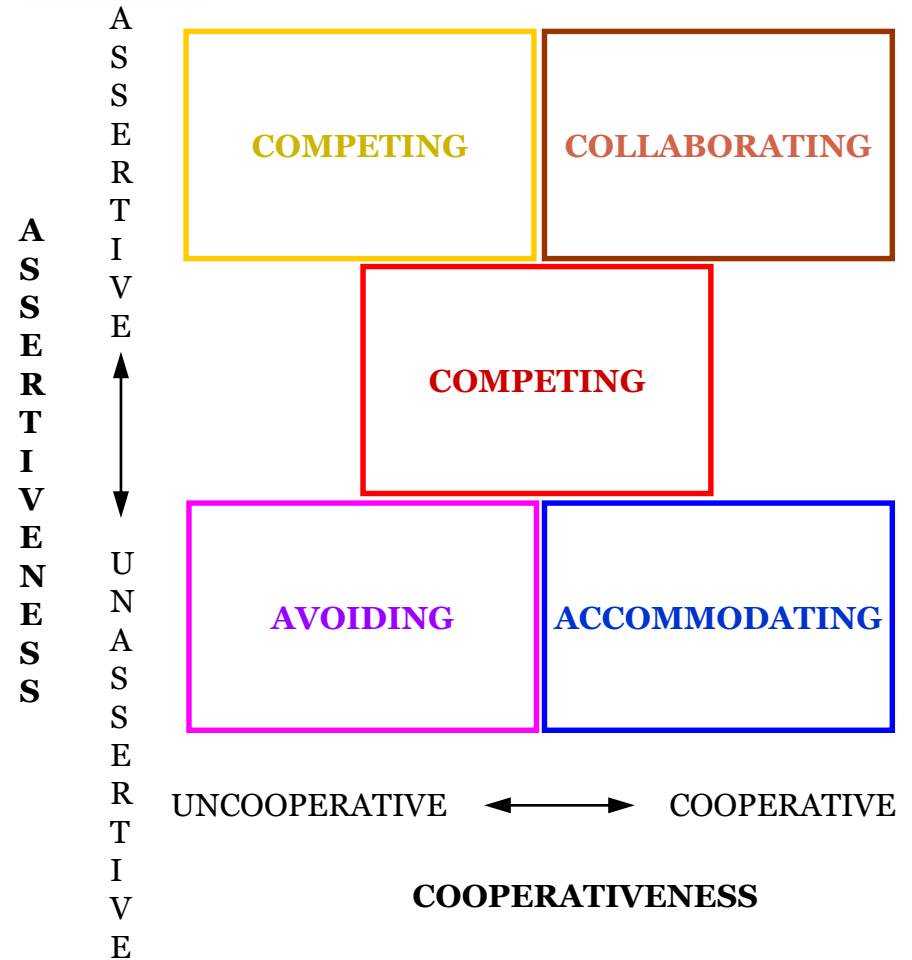 ASSERTIVENESS
ASSERTIVE
UNASSERTIVE
COMPETING
COLLABORATING
COMPETING
AVOIDING
ACCOMMODATING
UNCOOPERATIVE
COOPERATIVE
COOPERATIVENESS